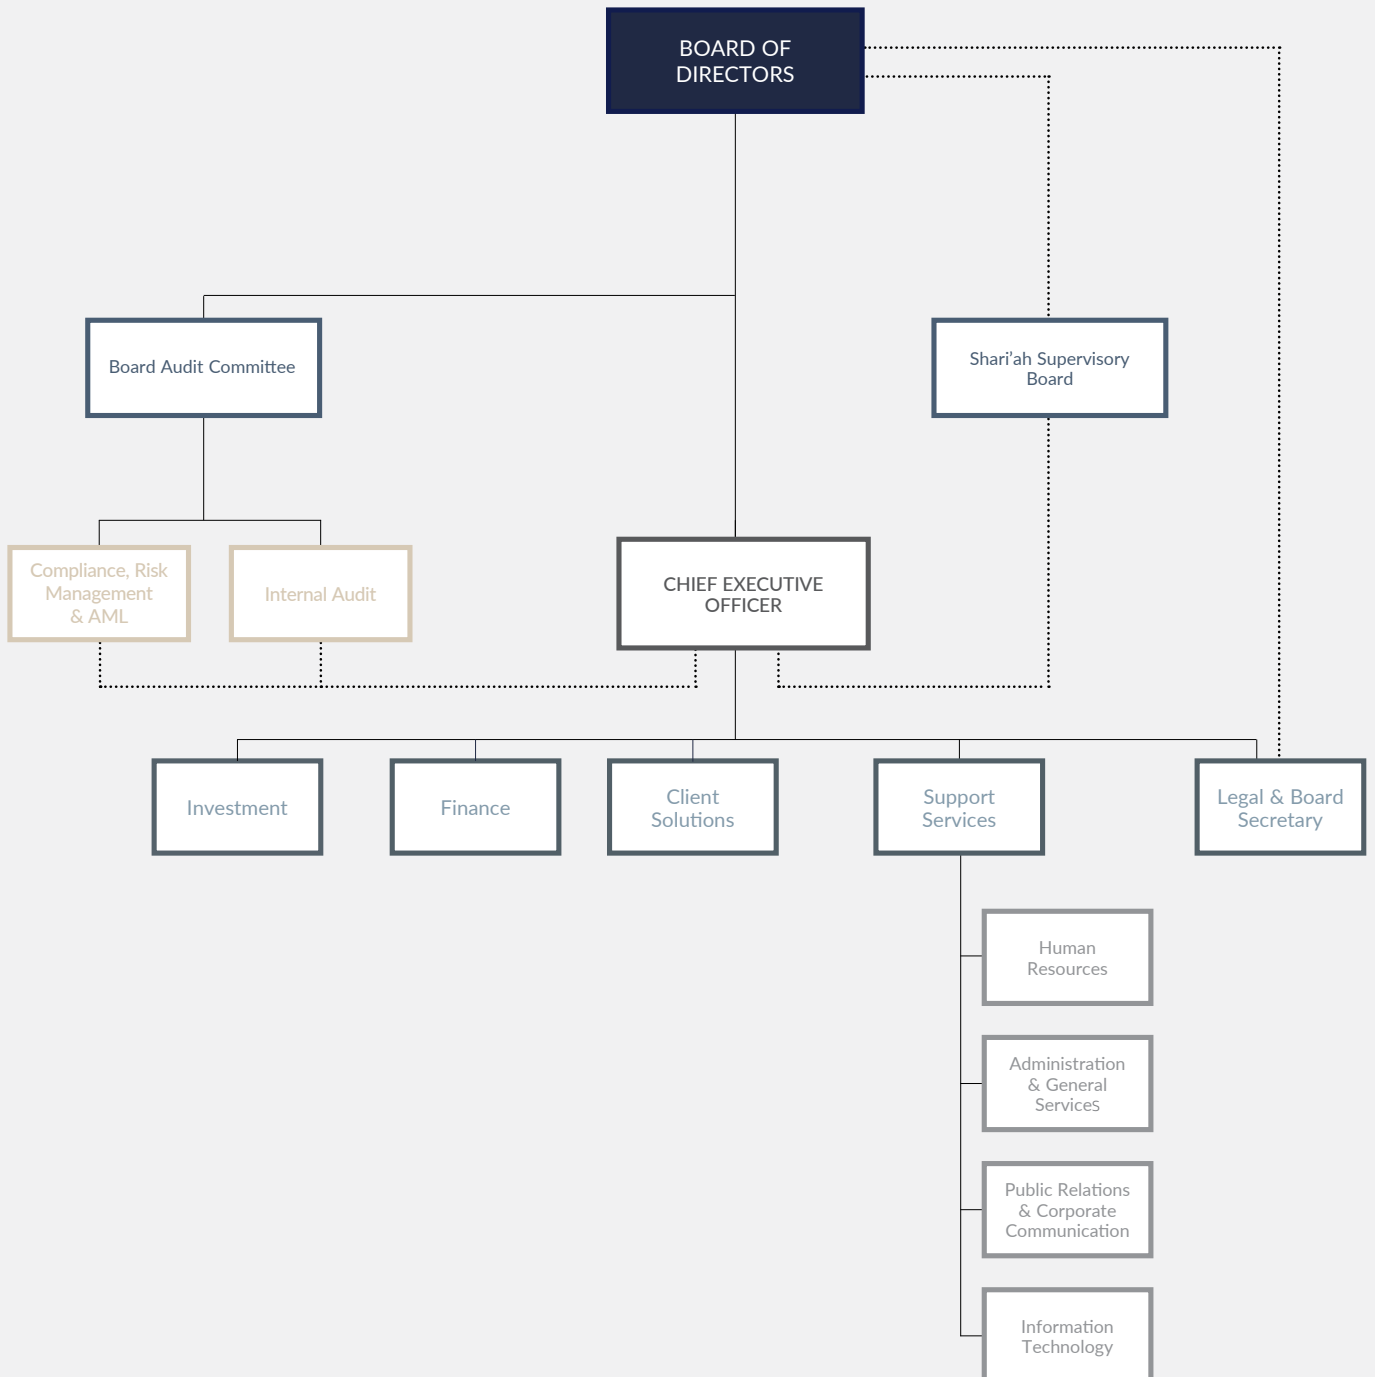 BOARD OF
DIRECTORS
Board Audit Committee
Shari’ah Supervisory
Board
Compliance, Risk
Management
& AML
Internal Audit
CHIEF EXECUTIVE
OFFICER
Investment
Finance
Client
Solutions
Support
Services
Legal & Board
Secretary
Human
Resources
Administration
& General
Services
Public Relations
& Corporate
Communication
Information
Technology